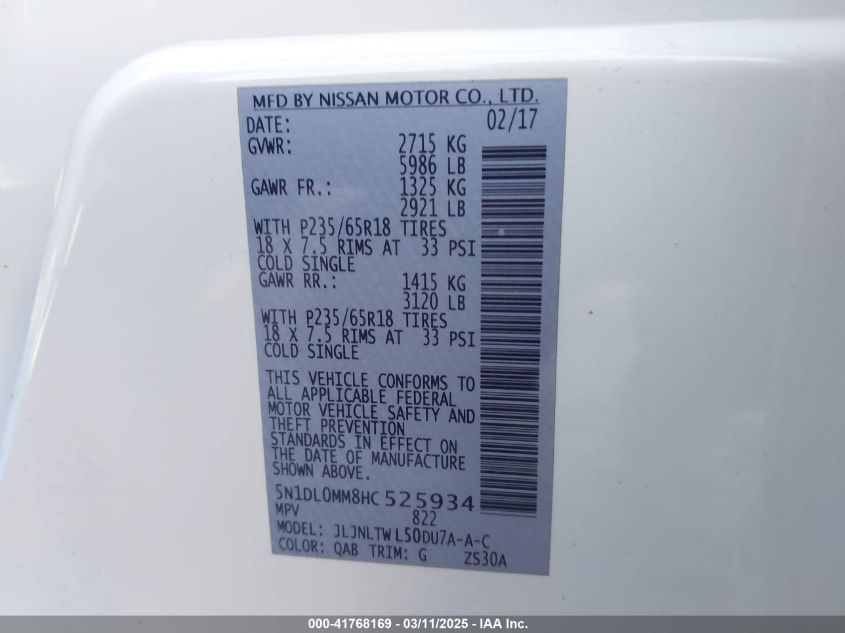 MFD BY NISSAN MOTOR CO., LTD.
DATE: 02/17
GVWR: 2715 KG
5986 LB
GAWR FR.: 1325 KG
2921 LB
WITH P235/65R18 TIRES
18 X 7.5 RIMS AT 33 PSI
COLD SINGLE
GAWR RR.: 1415 KG
3120 LB
WITH P235/65R18 TIRES
18 X 7.5 RIMS AT 33 PSI
COLD SINGLE
THIS VEHICLE CONFORMS TO
ALL APPLICABLE FEDERAL
MOTOR VEHICLE SAFETY AND
THEFT PREVENTION
STANDARDS IN EFFECT ON
THE DATE OF MANUFACTURE
SHOWN ABOVE.
5N1DL0MM8HC525934
MPV 822
MODEL: JLJNLTWL50DU7A-A-C
COLOR: QAB TRIM: G ZS30A
000-41768169 - 03/11/2025 - IAA Inc.